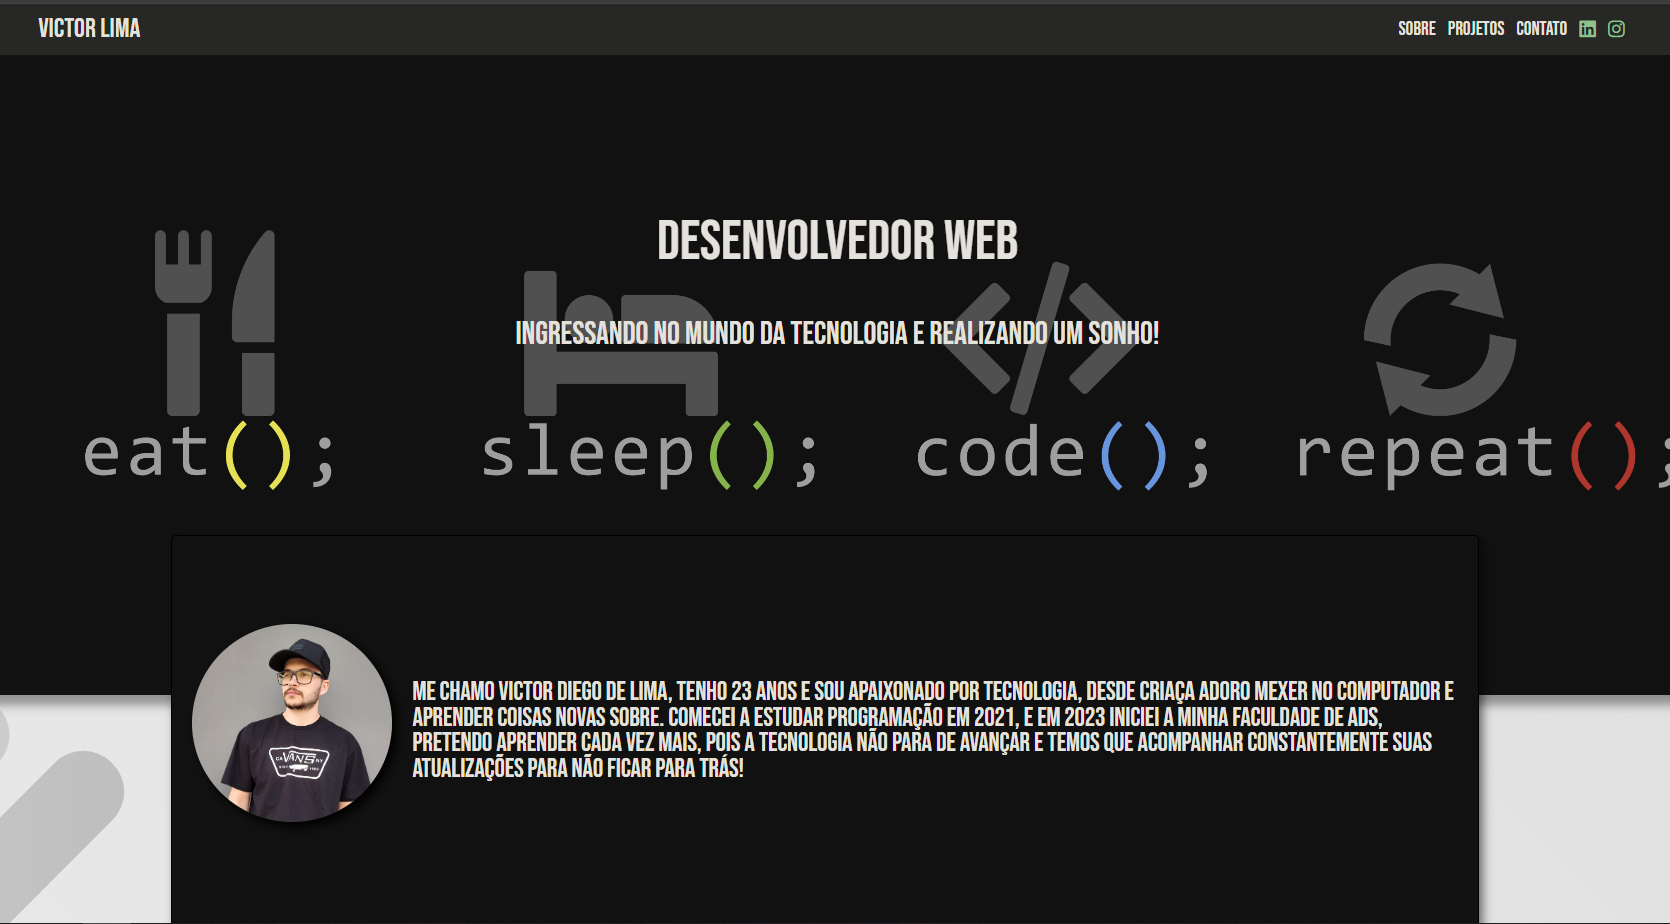 VICTOR LIMA
SOBRE PROJETOS CONTATO in
DESENVOLVEDOR WEB
INGRESSANDO NO MUNDO DA TECNOLOGIA E REALIZANDO UM SONHO!
eat(); sleep(); code(); repeat();
ME CHAMO VICTOR DIEGO DE LIMA, TENHO 23 ANOS E SOU APAIXONADO POR TECNOLOGIA, DESDE CRIAÇA ADORO MEXER NO COMPUTADOR E
APRENDER COISAS NOVAS SOBRE. COMECEI A ESTUDAR PROGRAMAÇÃO EM 2021, E EM 2023 INICIEI A MINHA FACULDADE DE ADS,
PRETENDO APRENDER CADA VEZ MAIS, POIS A TECNOLOGIA NÃO PARA DE AVANÇAR E TEMOS QUE ACOMPANHAR CONSTANTEMENTE SUAS
ATUALIZAÇÕES PARA NÃO FICAR PARA TRÁS!
VANS